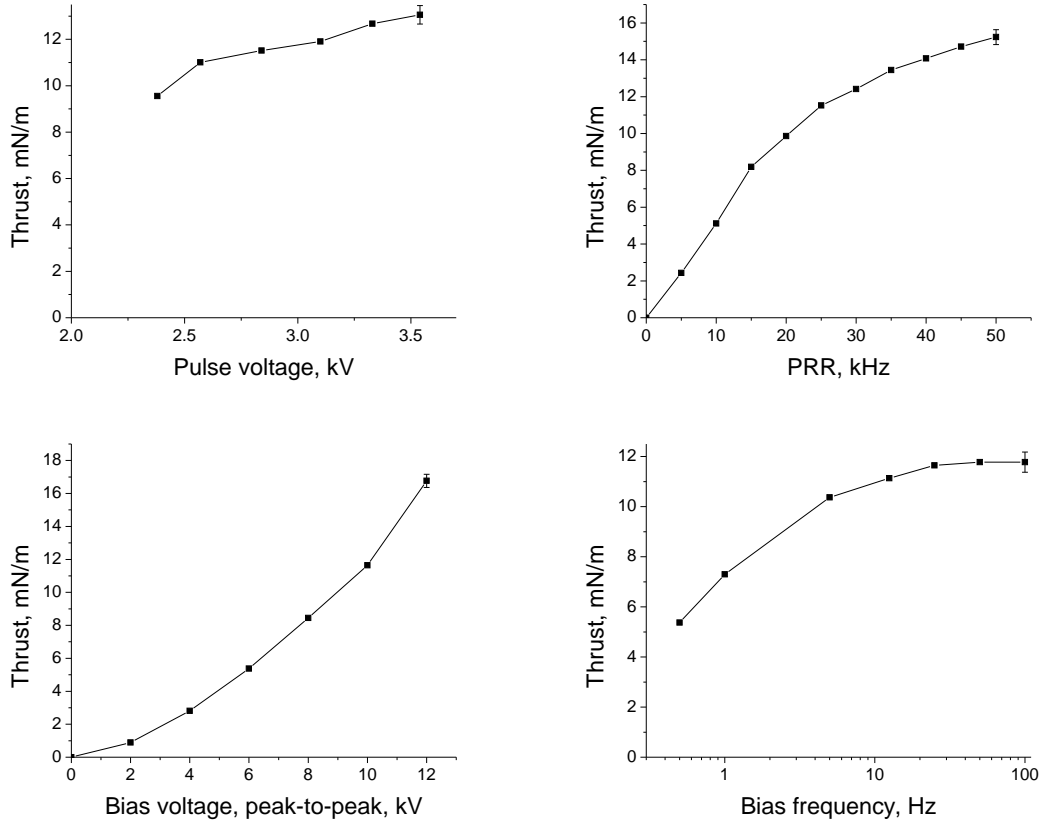 12
10
8
6
4
2
0
Thrust, mN/m
2.0 2.5 3.0 3.5
Pulse voltage, kV
16
14
12
10
8
6
4
2
0
Thrust, mN/m
0 10 20 30 40 50
PRR, kHz
18
16
14
12
10
8
6
4
2
0
Thrust, mN/m
0 2 4 6 8 10 12
Bias voltage, peak-to-peak, kV
12
10
8
6
4
2
0
Thrust, mN/m
1 10 100
Bias frequency, Hz